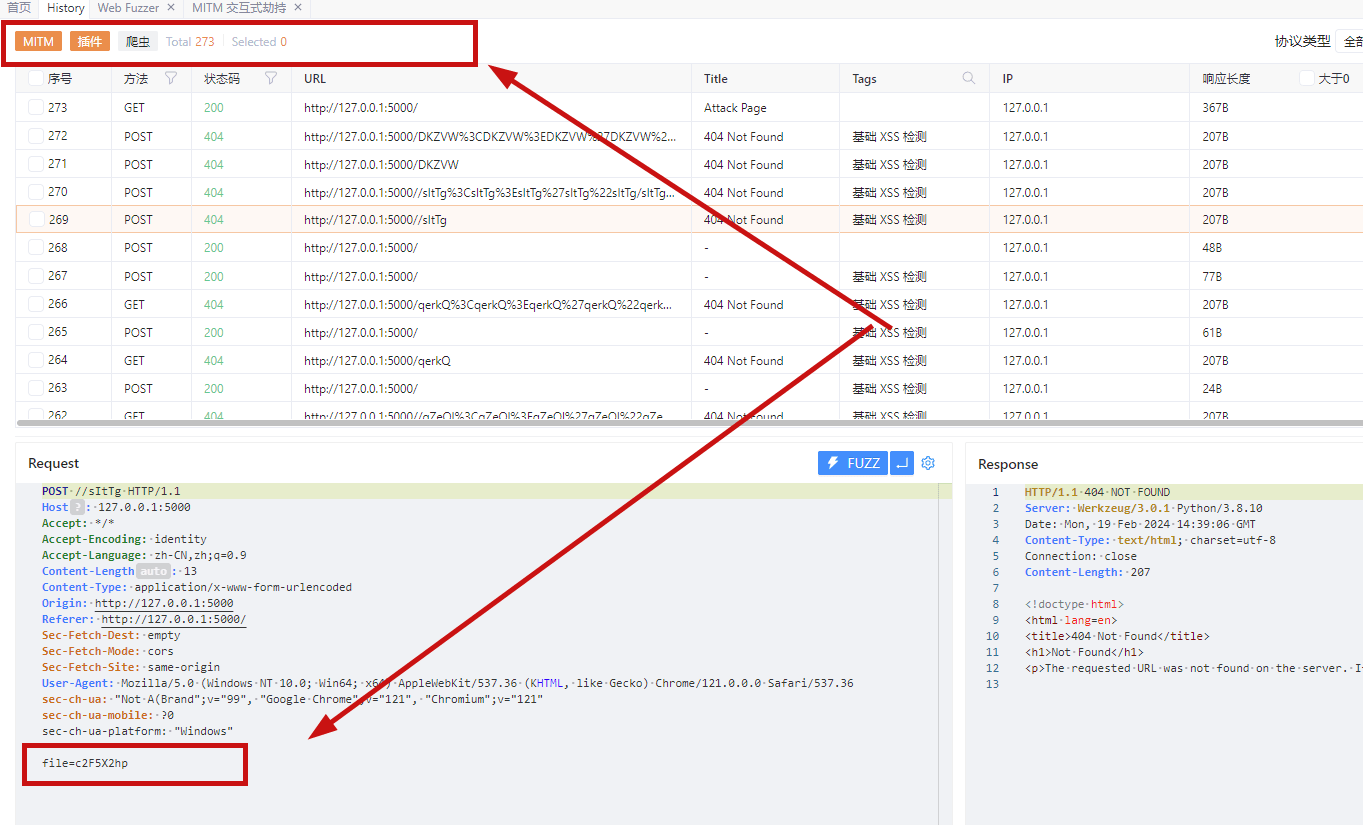 首页 History Web Fuzzer × MITM 交互式劫持 ×
MITM 插件 爬虫 Total 273 Selected 0 协议类型 全部
序号 方法 状态码 URL Title Tags IP 响应长度 大于0
273 GET 200 http://127.0.0.1:5000/ Attack Page 127.0.0.1 367B
272 POST 404 http://127.0.0.1:5000/DKZVW%3CDKZVW%3EDKZVW%27DKZVW%2... 404 Not Found 基础 XSS 检测 127.0.0.1 207B
271 POST 404 http://127.0.0.1:5000/DKZVW 404 Not Found 基础 XSS 检测 127.0.0.1 207B
270 POST 404 http://127.0.0.1:5000//sItTg%3CsItTg%3EsItTg%27sItTg%22sItTg/sItTg... 404 Not Found 基础 XSS 检测 127.0.0.1 207B
269 POST 404 http://127.0.0.1:5000//sItTg 404 Not Found 基础 XSS 检测 127.0.0.1 207B
268 POST 200 http://127.0.0.1:5000/ - 127.0.0.1 48B
267 POST 200 http://127.0.0.1:5000/ - 基础 XSS 检测 127.0.0.1 77B
266 GET 404 http://127.0.0.1:5000/qerkQ%3CqerkQ%3EqerkQ%27qerkQ%22qerk... 404 Not Found 基础 XSS 检测 127.0.0.1 207B
265 POST 200 http://127.0.0.1:5000/ - 基础 XSS 检测 127.0.0.1 61B
264 GET 404 http://127.0.0.1:5000/qerkQ 404 Not Found 基础 XSS 检测 127.0.0.1 207B
263 POST 200 http://127.0.0.1:5000/ - 基础 XSS 检测 127.0.0.1 24B
262 GET 404 404 Not Found 基础 XSS 检测 127.0.0.1 207B
Request FUZZ Response
POST //sItTg HTTP/1.1
Host ? : 127.0.0.1:5000
Accept: */*
Accept-Encoding: identity
Accept-Language: zh-CN,zh;q=0.9
Content-Length auto : 13
Content-Type: application/x-www-form-urlencoded
Origin: http://127.0.0.1:5000
Referer: http://127.0.0.1:5000/
Sec-Fetch-Dest: empty
Sec-Fetch-Mode: cors
Sec-Fetch-Site: same-origin
User-Agent: Mozilla/5.0 (Windows NT 10.0; Win64; x64) AppleWebKit/537.36 (KHTML, like Gecko) Chrome/121.0.0.0 Safari/537.36
sec-ch-ua: "Not A(Brand";v="99", "Google Chrome";v="121", "Chromium";v="121"
sec-ch-ua-mobile: ?0
sec-ch-ua-platform: "Windows"
file=c2F5X2hp
1 HTTP/1.1 404 NOT FOUND
2 Server: Werkzeug/3.0.1 Python/3.8.10
3 Date: Mon, 19 Feb 2024 14:39:06 GMT
4 Content-Type: text/html; charset=utf-8
5 Connection: close
6 Content-Length: 207
7
8 <!doctype html>
9 <html lang=en>
10 <title>404 Not Found</title>
11 <h1>Not Found</h1>
12 <p>The requested URL was not found on the server.
13